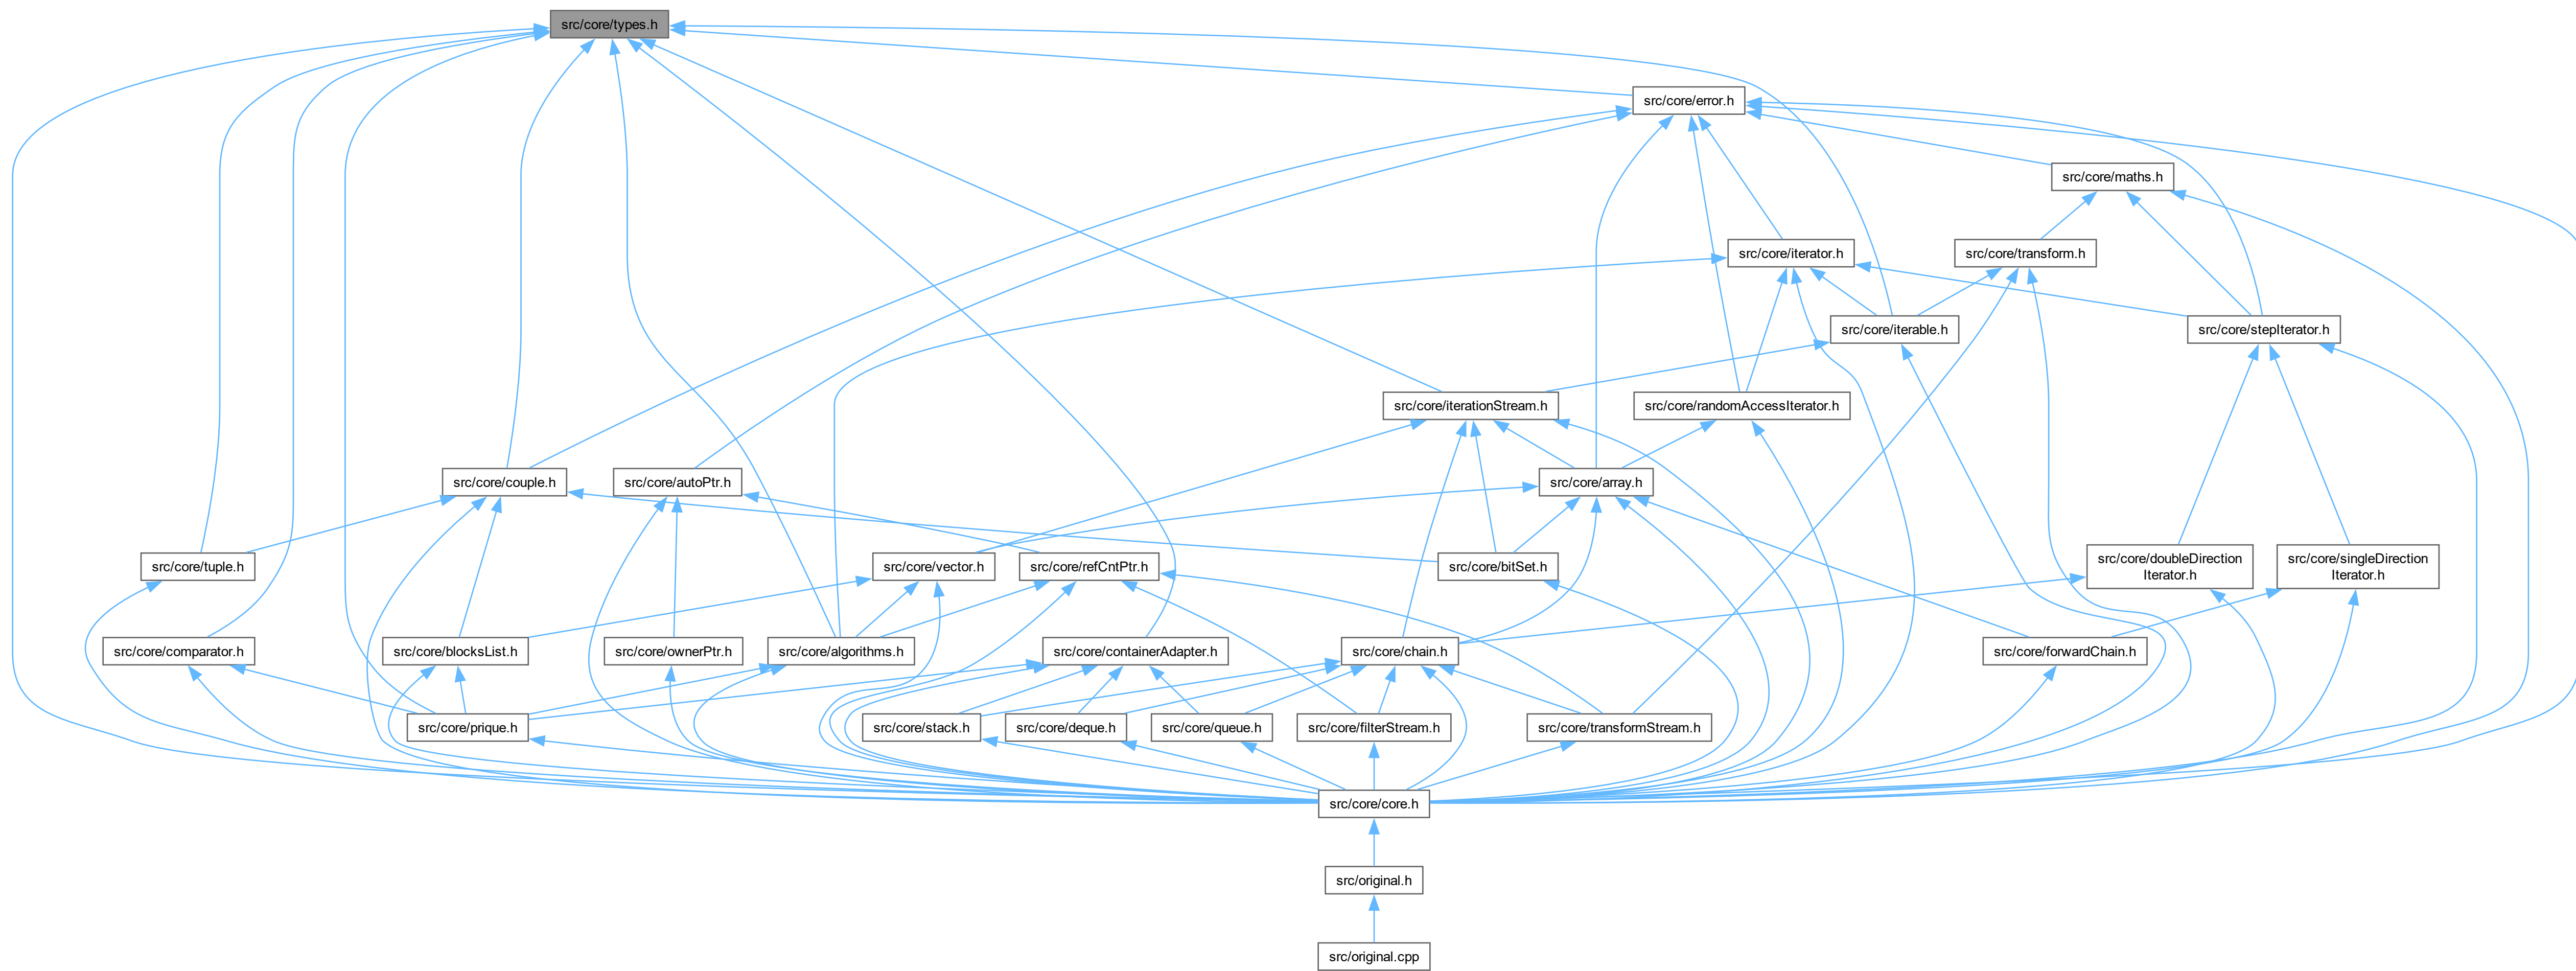 src/core/types.h
src/core/error.h
src/core/maths.h
src/core/iterator.h
src/core/transform.h
src/core/iterable.h
src/core/stepIterator.h
src/core/iterationStream.h
src/core/randomAccessIterator.h
src/core/couple.h
src/core/autoPtr.h
src/core/array.h
src/core/tuple.h
src/core/vector.h
src/core/refCntPtr.h
src/core/bitSet.h
src/core/doubleDirection
Iterator.h
src/core/singleDirection
Iterator.h
src/core/comparator.h
src/core/blocksList.h
src/core/ownerPtr.h
src/core/algorithms.h
src/core/containerAdapter.h
src/core/chain.h
src/core/forwardChain.h
src/core/prique.h
src/core/stack.h
src/core/deque.h
src/core/queue.h
src/core/filterStream.h
src/core/transformStream.h
src/core/core.h
src/original.h
src/original.cpp